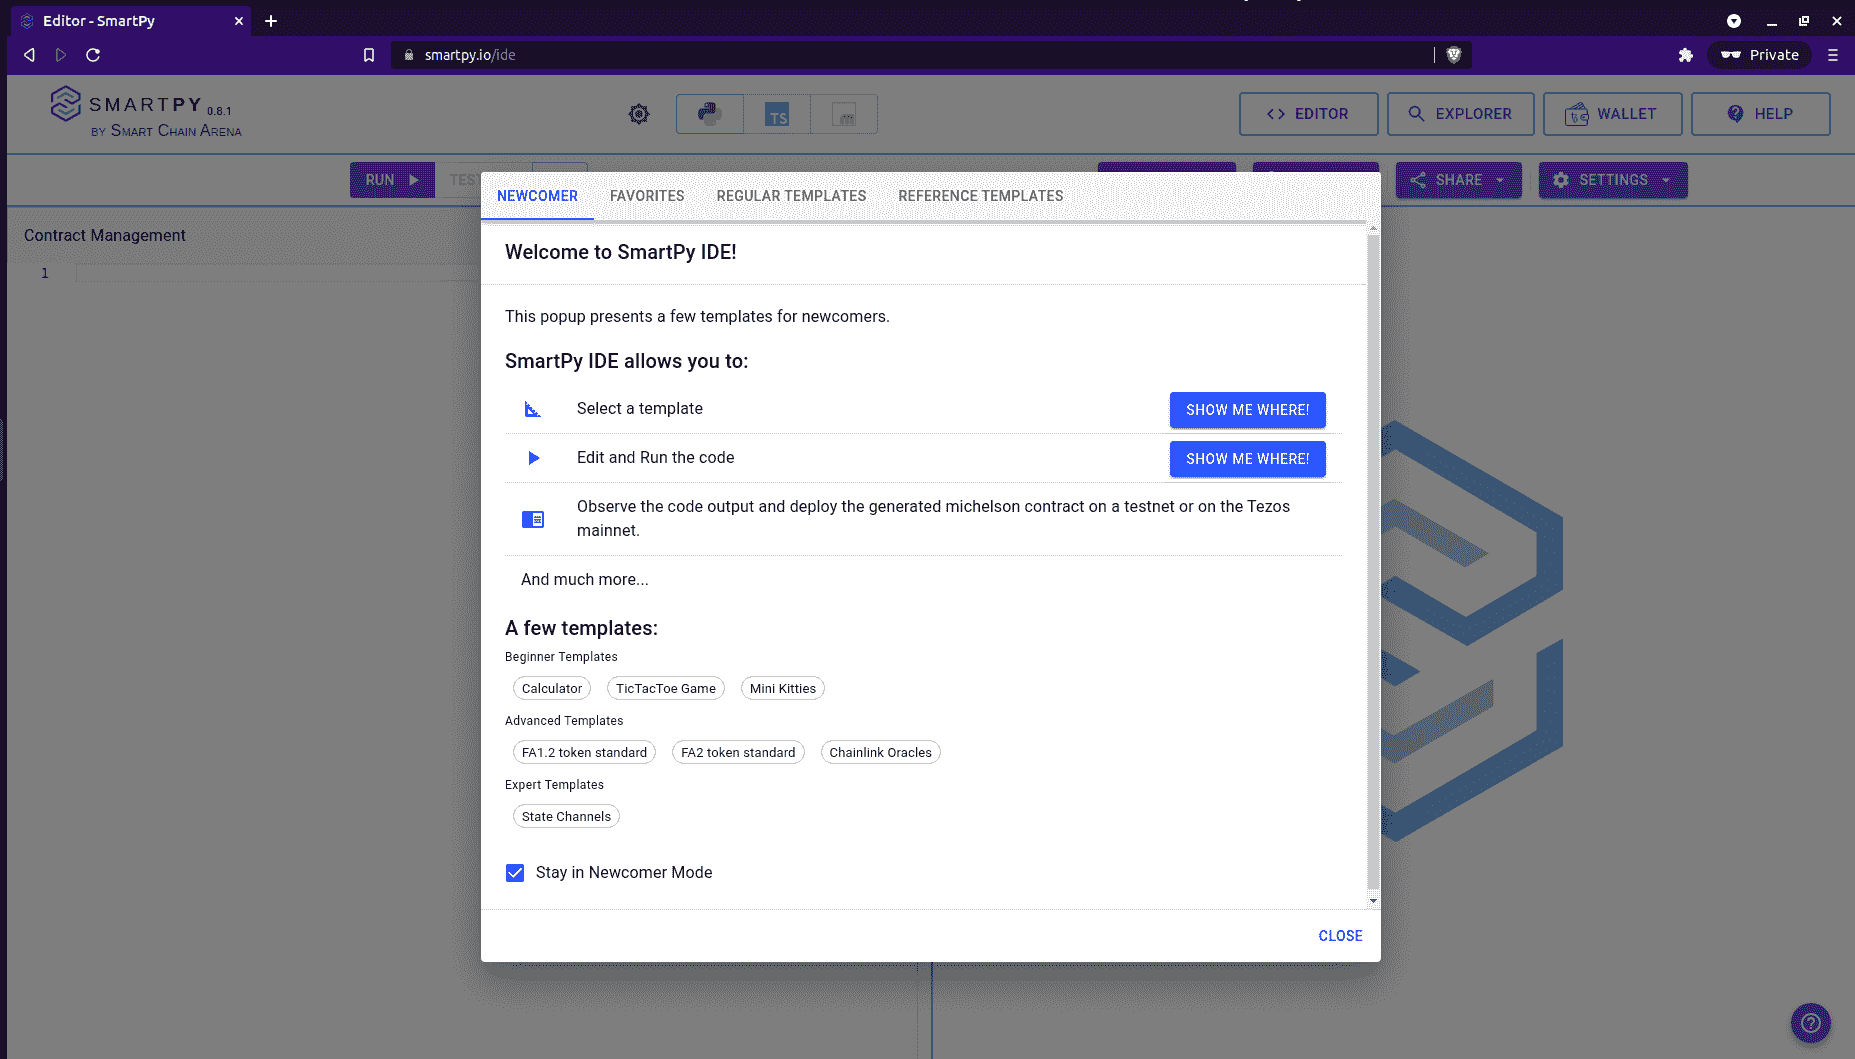 Editor - SmartPy
smartpy.io/ide
Private
SMARTPY 0.8.1
BY SMART CHAIN ARENA
TS
EDITOR
EXPLORER
WALLET
HELP
RUN
SHARE
SETTINGS
Contract Management
1
NEWCOMER
FAVORITES
REGULAR TEMPLATES
REFERENCE TEMPLATES
Welcome to SmartPy IDE!
This popup presents a few templates for newcomers.
SmartPy IDE allows you to:
Select a template
SHOW ME WHERE!
Edit and Run the code
SHOW ME WHERE!
Observe the code output and deploy the generated michelson contract on a testnet or on the Tezos
mainnet.
And much more...
A few templates:
Beginner Templates
Calculator
TicTacToe Game
Mini Kitties
Advanced Templates
FA1.2 token standard
FA2 token standard
Chainlink Oracles
Expert Templates
State Channels
Stay in Newcomer Mode
CLOSE